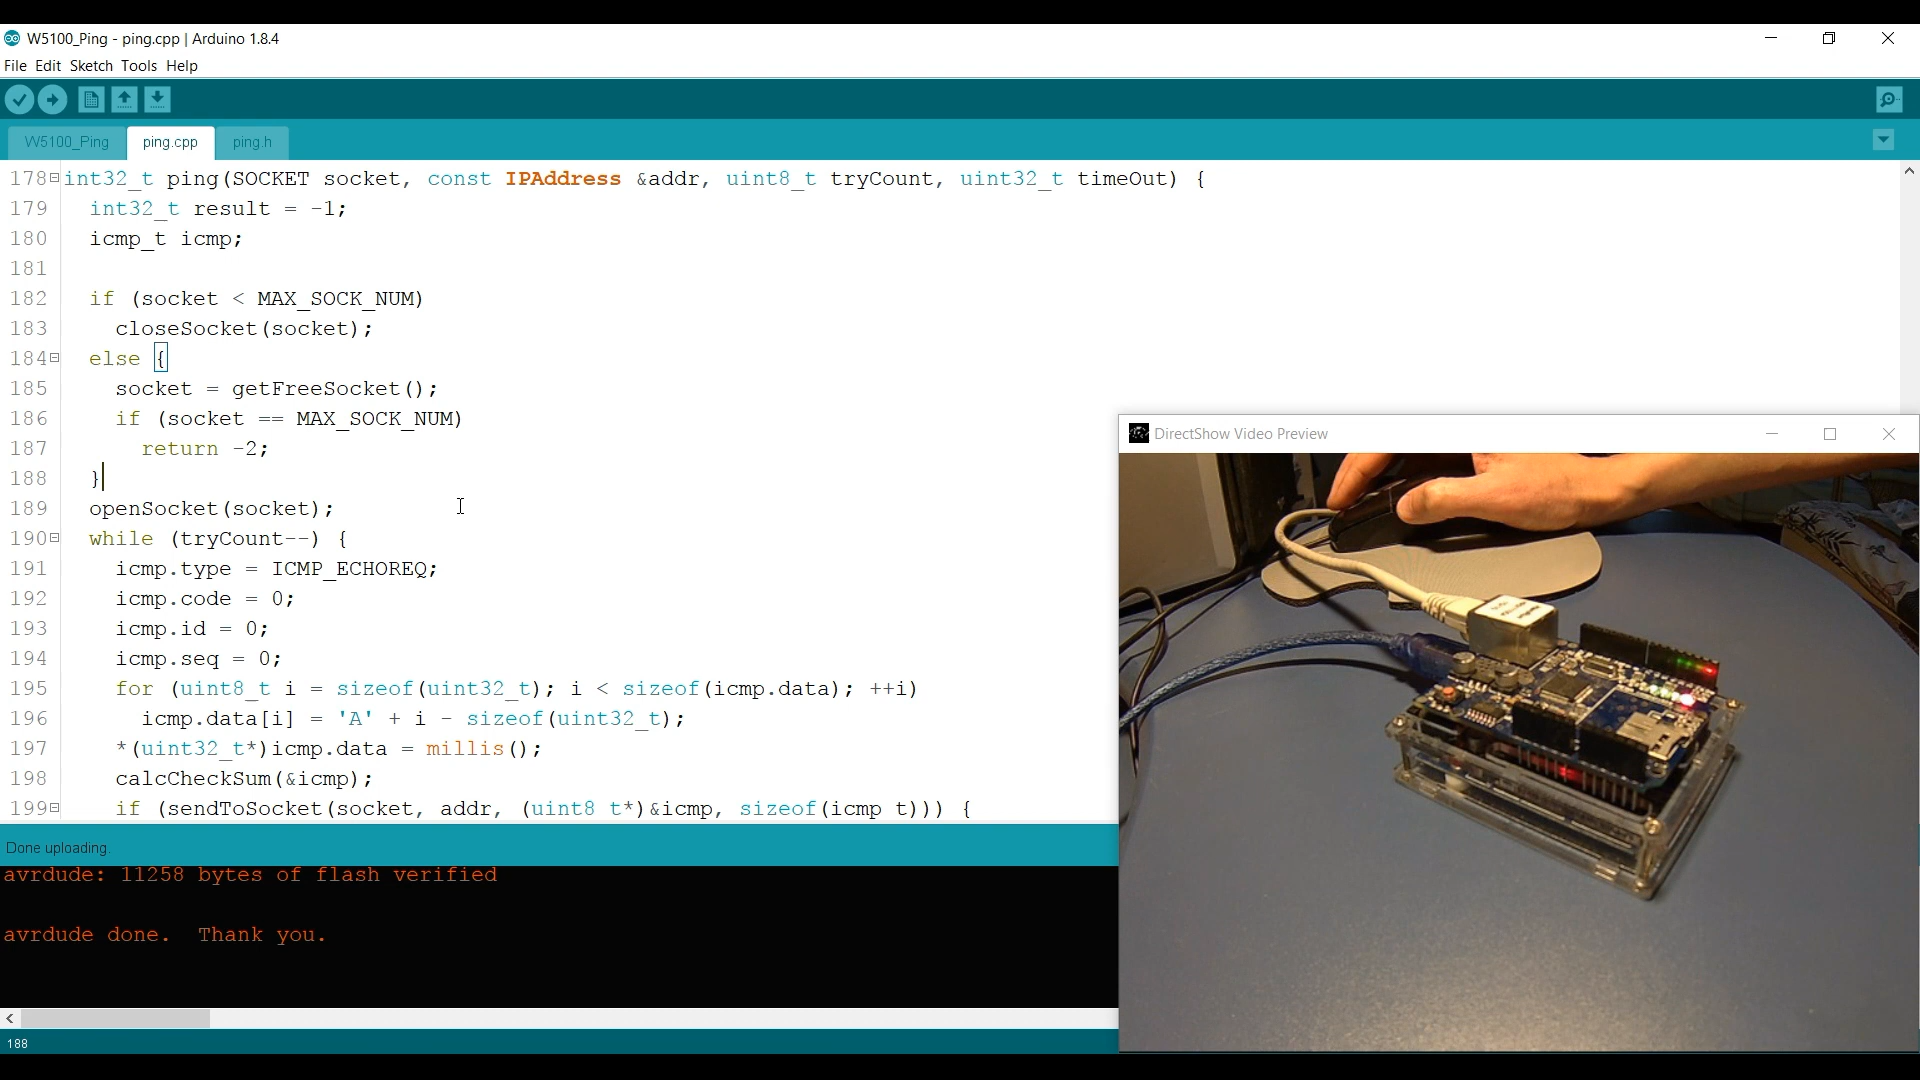 W5100_Ping - ping.cpp | Arduino 1.8.4
File Edit Sketch Tools Help
W5100_Ping ping.cpp ping.h
178 int32_t ping(SOCKET socket, const IPAddress &addr, uint8_t tryCount, uint32_t timeOut) {
179 int32_t result = -1;
180 icmp_t icmp;
181
182 if (socket < MAX_SOCK_NUM)
183 closeSocket(socket);
184 else {
185 socket = getFreeSocket();
186 if (socket == MAX_SOCK_NUM)
187 return -2;
188 }
189 openSocket(socket);
190 while (tryCount--) {
191 icmp.type = ICMP_ECHOREQ;
192 icmp.code = 0;
193 icmp.id = 0;
194 icmp.seq = 0;
195 for (uint8_t i = sizeof(uint32_t); i < sizeof(icmp.data); ++i)
196 icmp.data[i] = 'A' + i - sizeof(uint32_t);
197 *(uint32_t*)icmp.data = millis();
198 calcCheckSum(&icmp);
199 if (sendToSocket(socket, addr, (uint8_t*)&icmp, sizeof(icmp_t))) {
DirectShow Video Preview
Done uploading.
avrdude: 11258 bytes of flash verified
avrdude done. Thank you.
188